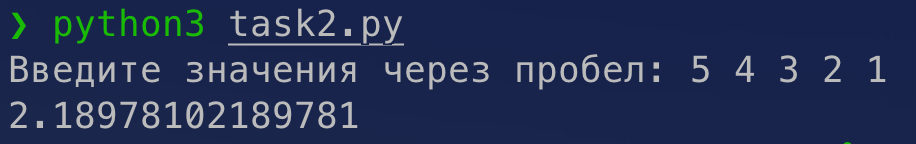 ❯ python3 task2.py
Введите значения через пробел: 5 4 3 2 1
2.18978102189781